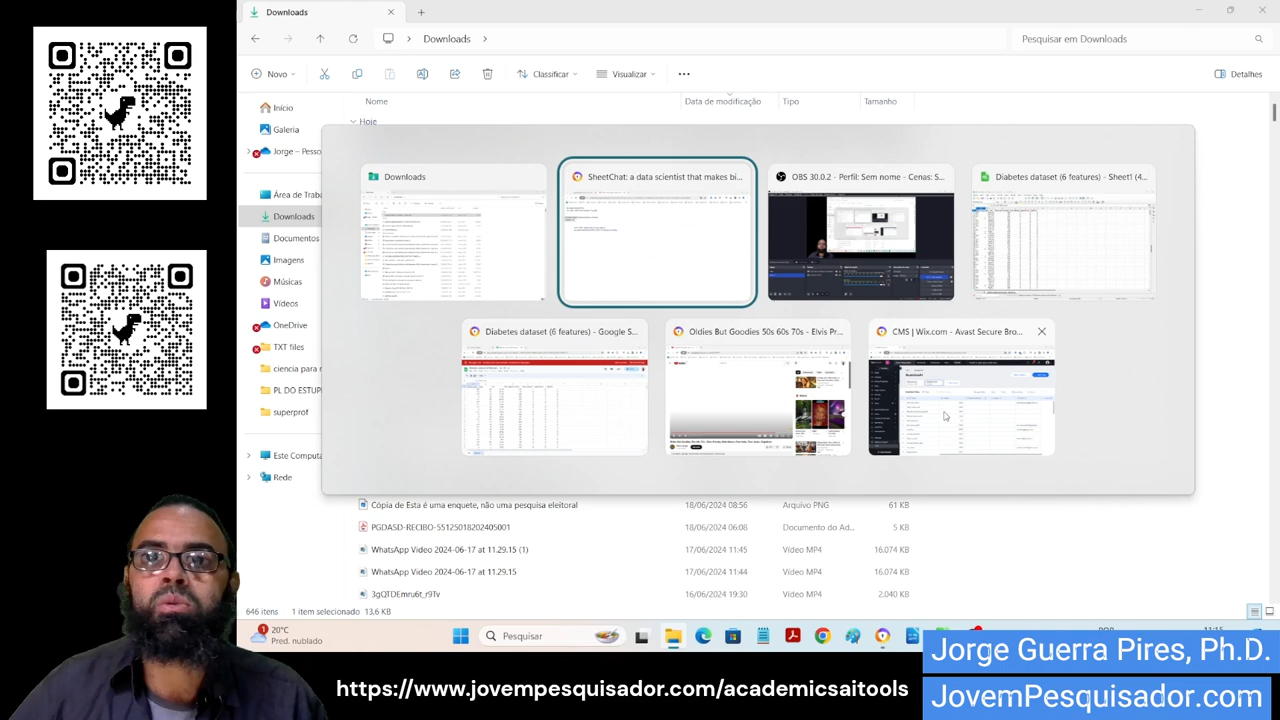 Downloads
Downloads
Pesquisar em Downloads
Novo
Classificar
Visualizar
Detalhes
Nome
Data de modificação
Tipo
Tamanho
Início
Galeria
Jorge – Pesso
Área de Trab
Downloads
Documentos
Imagens
Músicas
Vídeos
OneDrive
TXT files
ciencia para n
PL DO ESTUP
superprof
Este Computa
Rede
Hoje
Downloads
SheetChat: a data scientist that makes bi...
OBS 30.0.2 - Perfil: Sem nome - Cenas: S...
Diabetes dataset (6 features) - Sheet1 (4...
Diabetes dataset (6 features) - Google S...
Oldies But Goodies 50s 60s 70s - Elvis Pr...
CMS | Wix.com - Avast Secure Bro...
Cópia de Esta é uma enquete, não uma pesquisa eleitoral 18/06/2024 08:56 Arquivo PNG 61 KB
PGDASD-RECIBO-55125018202405001 18/06/2024 06:08 Documento do Ad... 5 KB
WhatsApp Video 2024-06-17 at 11.29.15 (1) 17/06/2024 11:45 Vídeo MP4 16.074 KB
WhatsApp Video 2024-06-17 at 11.29.15 17/06/2024 11:44 Vídeo MP4 16.074 KB
3gQTDEmru6t_r9Tv 16/06/2024 19:30 Vídeo MP4 2.040 KB
646 itens 1 item selecionado 13,6 KB
1
20°C
Pred. nublado
Pesquisar
Jorge Guerra Pires, Ph.D.
https://www.jovempesquisador.com/academicsaitools
JovemPesquisador.com